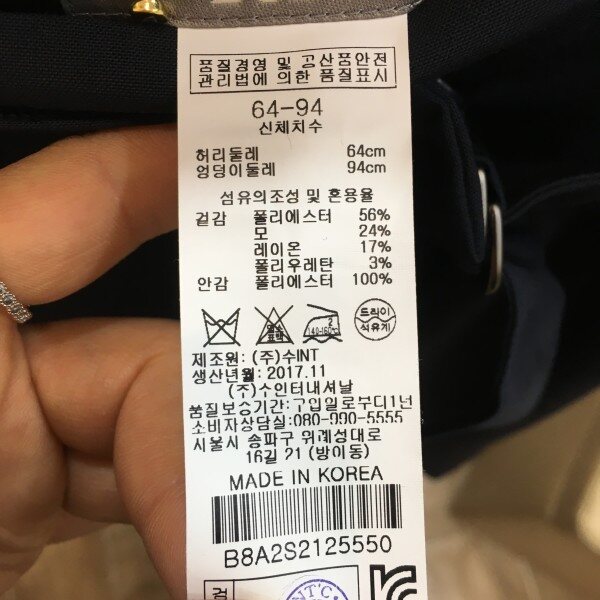 품질경영 및 공산품안전
관리법에 의한 품질표시
64-94
신체치수
허리둘레 64cm
엉덩이둘레 94cm
섬유의조성 및 혼용율
겉감 폴리에스터 56%
모 24%
레이온 17%
폴리우레탄 3%
안감 폴리에스터 100%
염소표백 2 140-160℃ 드라이
석유계
제조원: (주)수INT
생산년월: 2017.11
(주)수인터내셔날
품질보증기간:구입일로부터1년
소비자상담실:080-990-5555
서울시 송파구 위례성대로
16길 21 (방이동)
MADE IN KOREA
B8A2S2125550